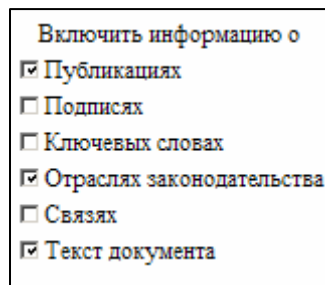 Включить информацию о
Публикациях
Подписях
Ключевых словах
Отраслях законодательства
Связях
Текст документа